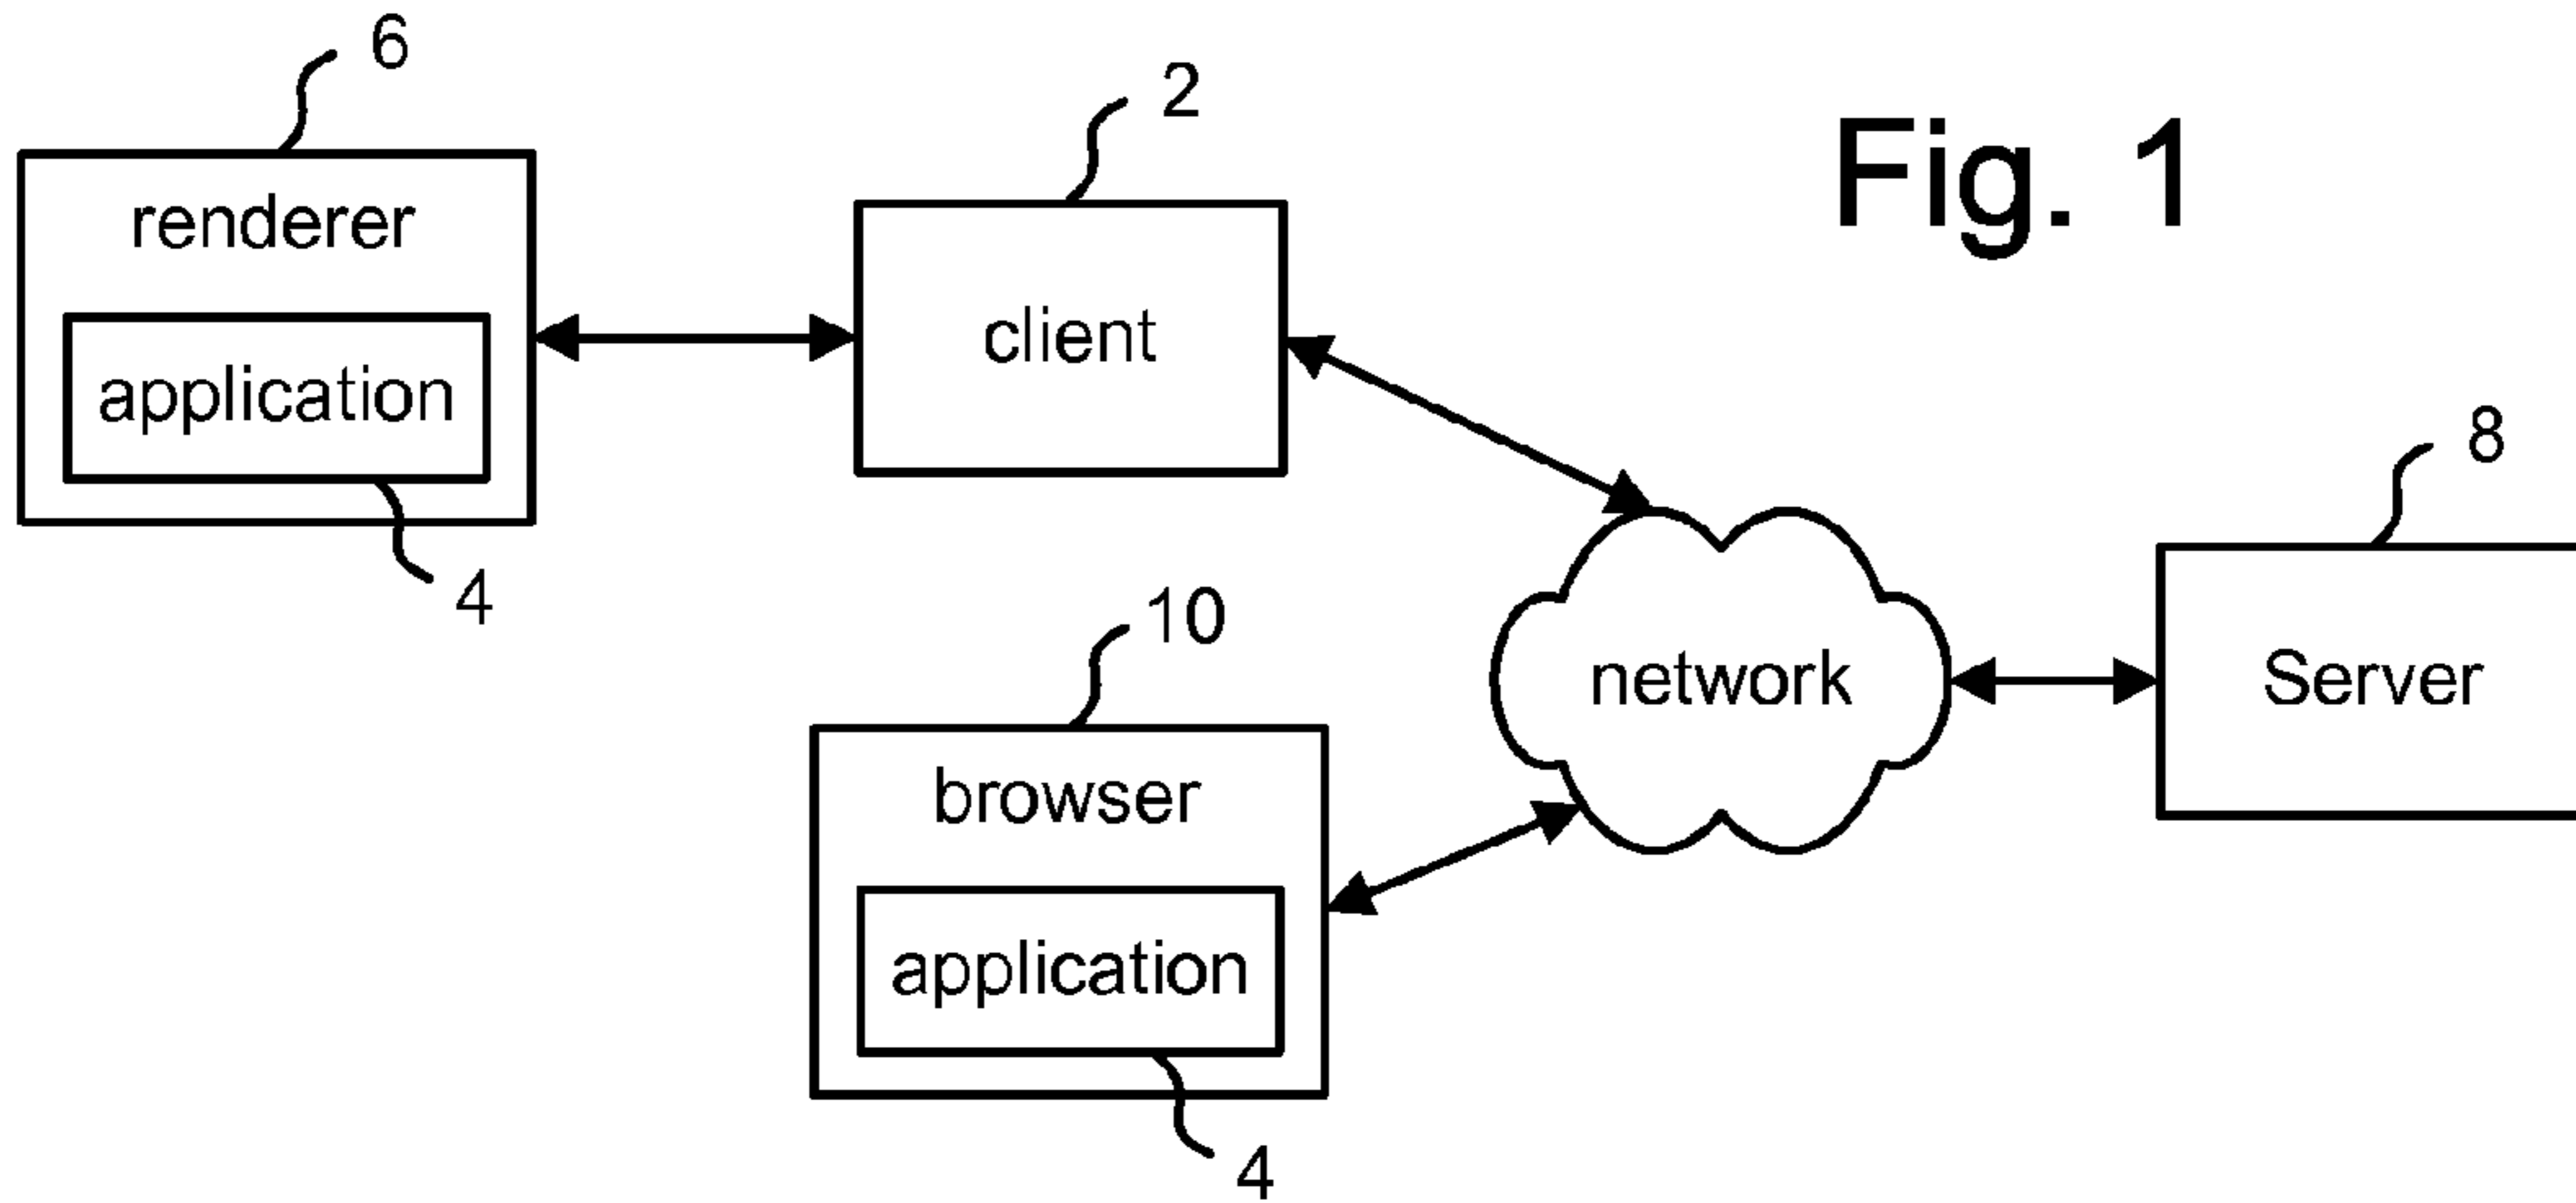 6
2
Fig. 1
renderer
client
application
8
4
10
network
Server
browser
application
4